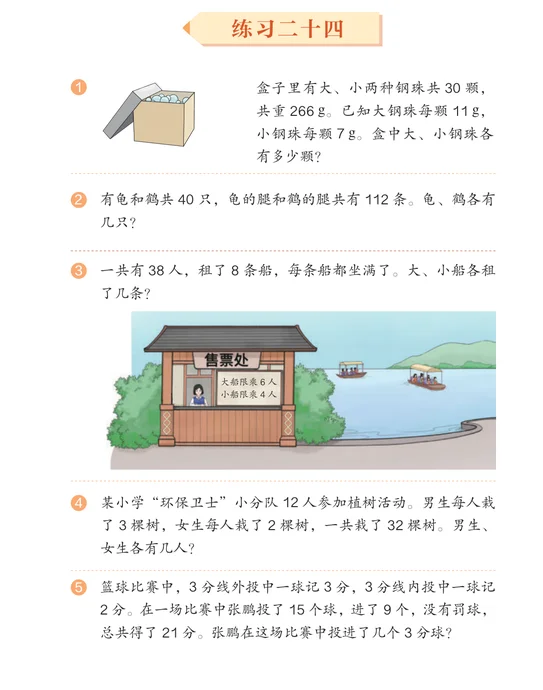 练习二十四
1 盒子里有大、小两种钢珠共 30 颗，
共重 266 g。已知大钢珠每颗 11 g，
小钢珠每颗 7 g。盒中大、小钢珠各
有多少颗？
2 有龟和鹤共 40 只，龟的腿和鹤的腿共有 112 条。龟、鹤各有
几只？
3 一共有 38 人，租了 8 条船，每条船都坐满了。大、小船各租
了几条？
售票处
大船限乘 6 人
小船限乘 4 人
4 某小学“环保卫士”小分队 12 人参加植树活动。男生每人栽
了 3 棵树，女生每人栽了 2 棵树，一共栽了 32 棵树。男生、
女生各有几人？
5 篮球比赛中，3 分线外投中一球记 3 分，3 分线内投中一球记
2 分。在一场比赛中张鹏投了 15 个球，进了 9 个，没有罚球，
总共得了 21 分。张鹏在这场比赛中投进了几个 3 分球？